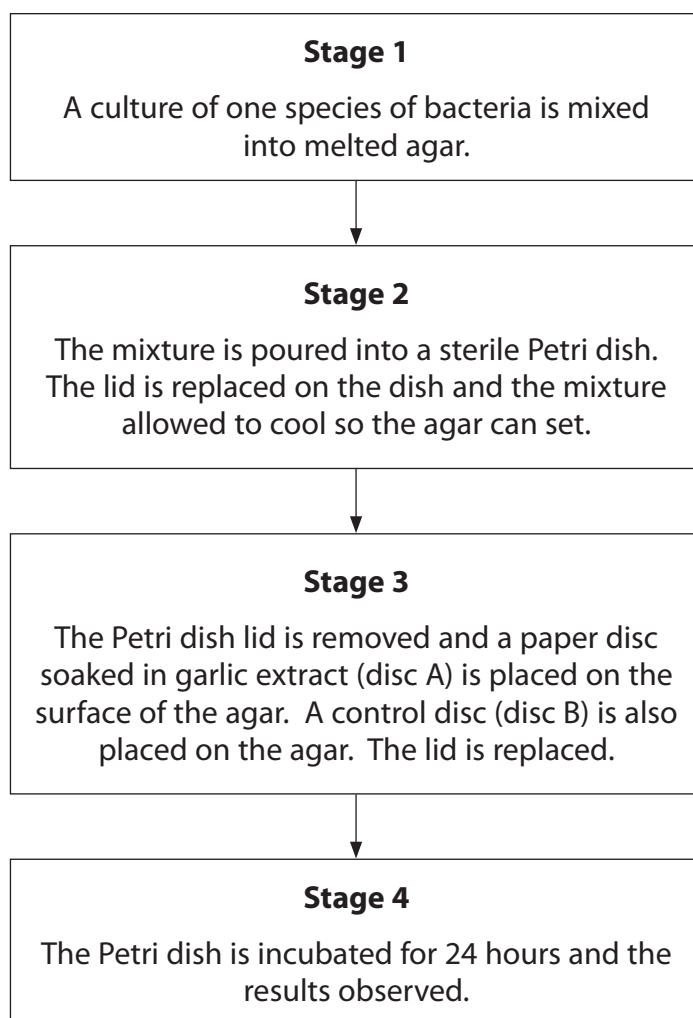 Stage 1
A culture of one species of bacteria is mixed
into melted agar.
Stage 2
The mixture is poured into a sterile Petri dish.
The lid is replaced on the dish and the mixture
allowed to cool so the agar can set.
Stage 3
The Petri dish lid is removed and a paper disc
soaked in garlic extract (disc A) is placed on the
surface of the agar. A control disc (disc B) is also
placed on the agar. The lid is replaced.
Stage 4
The Petri dish is incubated for 24 hours and the
results observed.